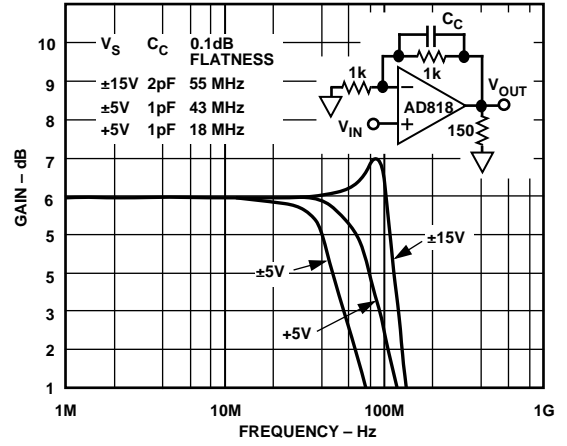 V_S C_C 0.1dB FLATNESS
±15V 2pF 55 MHz
±5V 1pF 43 MHz
+5V 1pF 18 MHz
C_C
1k
1k
AD818
–
+
V_IN
V_OUT
150
GAIN – dB
10
9
8
7
6
5
5
3
2
1
±15V
±5V
+5V
1M 10M 100M 1G
FREQUENCY – Hz